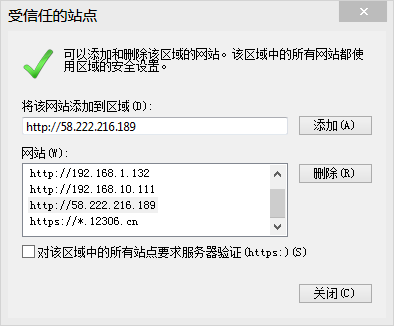 受信任的站点
可以添加和删除该区域的网站。该区域中的所有网站都使
用区域的安全设置。
将该网站添加到区域(D):
http://58.222.216.189
添加(A)
网站(W):
http://192.168.1.132
删除(R)
http://192.168.10.111
http://58.222.216.189
https://*.12306.cn
对该区域中的所有站点要求服务器验证(https:)(S)
关闭(C)